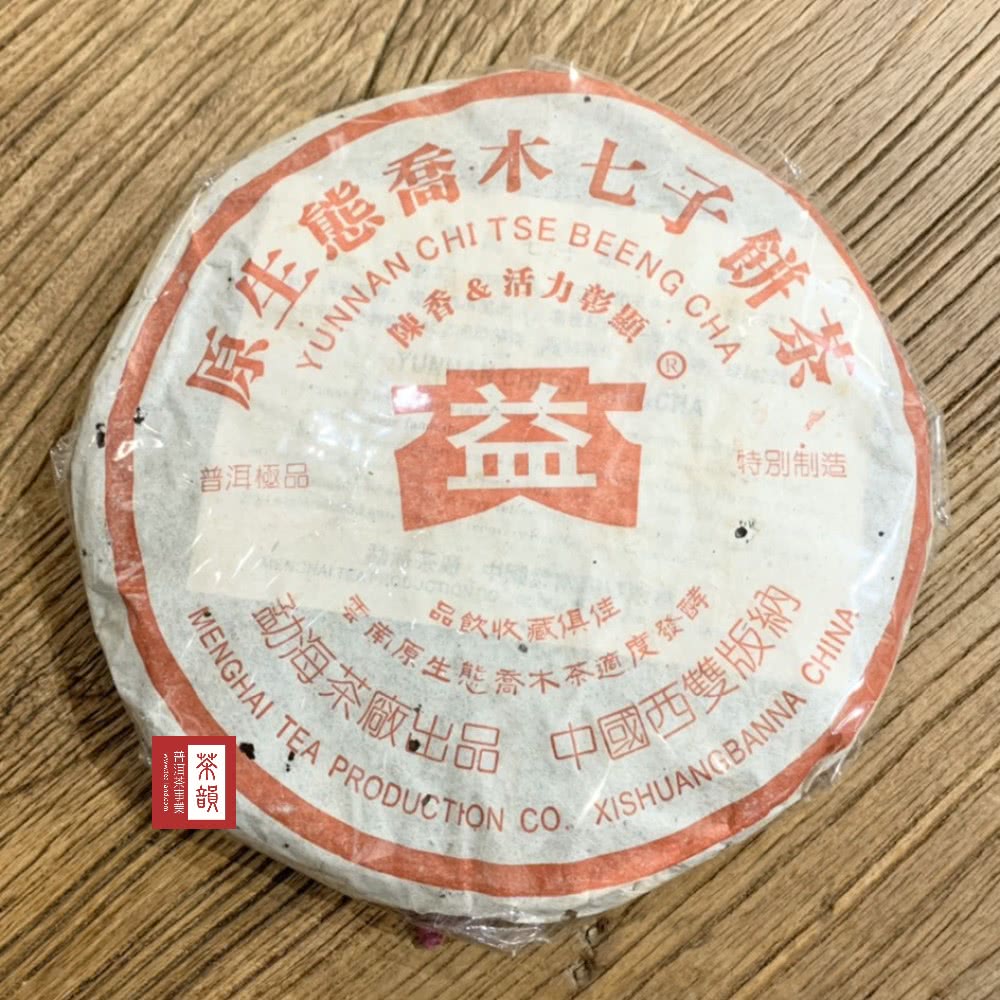 原生態喬木七子餅茶
YUNNAN CHI TSE BEENG CHA
陳香&活力彰顯
®
益
普洱極品
特別制造
品飲收藏俱佳
雲南原生態喬木茶適度發酵
勐海茶廠出品 中國西雙版納
MENGHAI TEA PRODUCTION CO. XISHUANGBANNA CHINA
茶韻